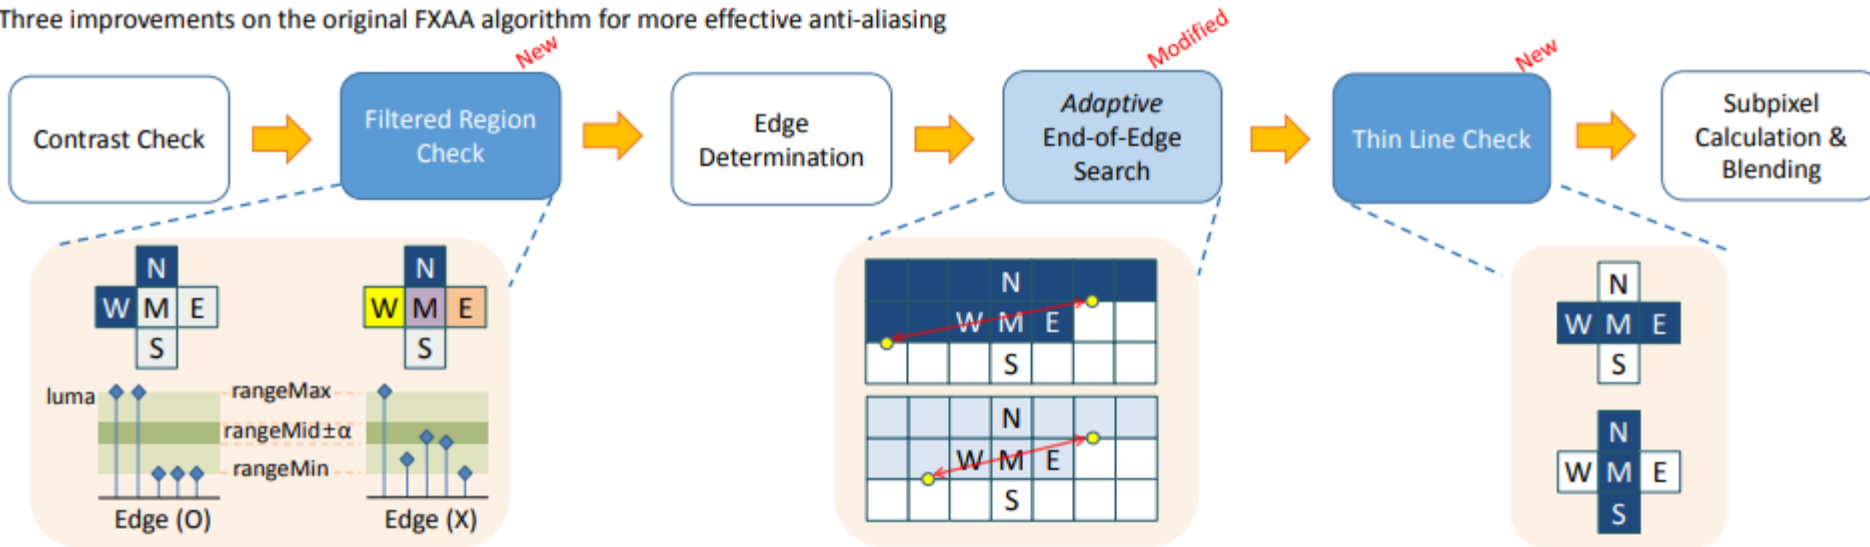 Three improvements on the original FXAA algorithm for more effective anti-aliasing
New
Modified
New
Contrast Check
Filtered Region
Check
Edge
Determination
Adaptive
End-of-Edge
Search
Thin Line Check
Subpixel
Calculation &
Blending
N
W M E
S
luma
Edge (O)
rangeMax
rangeMid±α
rangeMin
N
W M E
S
Edge (X)
N
W M E
S
N
W M E
S
N
W M E
S
N
W M E
S